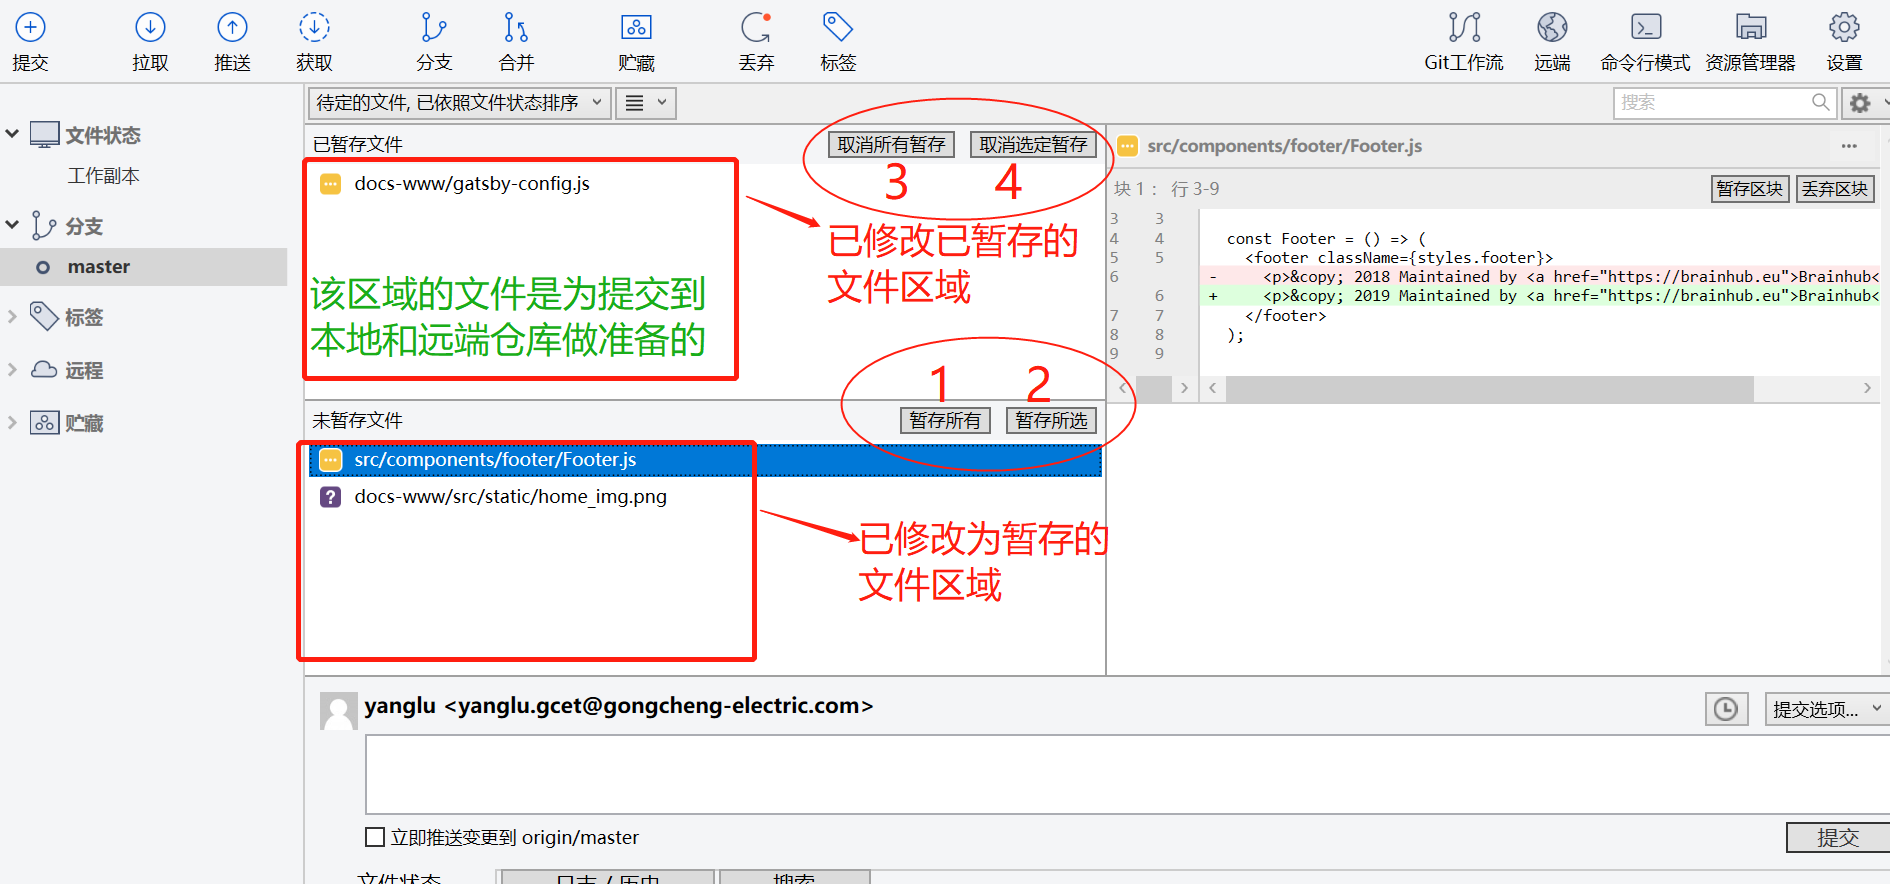 提交
拉取
推送
获取
分支
合并
贮藏
丢弃
标签
Git工作流
远端
命令行模式
资源管理器
设置
待定的文件, 已依照文件状态排序
搜索
文件状态
工作副本
分支
master
标签
远程
贮藏
已暂存文件
取消所有暂存
取消选定暂存
3
4
docs-www/gatsby-config.js
已修改已暂存的
文件区域
该区域的文件是为提交到
本地和远端仓库做准备的
1
2
未暂存文件
暂存所有
暂存所选
src/components/footer/Footer.js
docs-www/src/static/home_img.png
已修改为暂存的
文件区域
src/components/footer/Footer.js
块 1： 行 3-9
暂存区块
丢弃区块
3 3
4 4 const Footer = () => (
5 5 <footer className={styles.footer}>
6 - <p>&copy; 2018 Maintained by <a href="https://brainhub.eu">Brainhub<
6 + <p>&copy; 2019 Maintained by <a href="https://brainhub.eu">Brainhub<
7 7 </footer>
8 8 );
9 9
yanglu <yanglu.gcet@gongcheng-electric.com>
提交选项...
立即推送变更到 origin/master
提交
文件状态
日志 / 历史
搜索